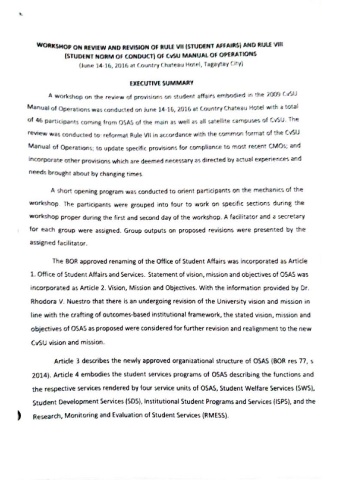 WORKSHOP ON REVIEW AND REVISION OF RULE VII (STUDENT AFFAIRS) AND RULE VIII
(STUDENT NORM OF CONDUCT) OF CvSU MANUAL OF OPERATIONS
(June 14-16, 2016 at Country Chateau Hotel, Tagaytay City)
EXECUTIVE SUMMARY
A workshop on the review of provisions on student affairs embodied in the 2009 CvSU
Manual of Operations was conducted on June 14-16, 2016 at Country Chateau Hotel with a total
of 46 participants coming from OSAS of the main as well as all satellite campuses of CvSU. The
review was conducted to reformat Rule VII in accordance with the common format of the CvSU
Manual of Operations; to update specific provisions for compliance to most recent CMOs; and
incorporate other provisions which are deemed necessary as directed by actual experiences and
needs brought about by changing times.
A short opening program was conducted to orient participants on the mechanics of the
workshop. The participants were grouped into four to work on specific sections during the
workshop proper during the first and second day of the workshop. A facilitator and a secretary
for each group were assigned. Group outputs on proposed revisions were presented by the
assigned facilitator.
The BOR approved renaming of the Office of Student Affairs was incorporated as Article
1. Office of Student Affairs and Services. Statement of vision, mission and objectives of OSAS was
incorporated as Article 2. Vision, Mission and Objectives. With the information provided by Dr.
Rhodora V. Nuestro that there is an undergoing revision of the University vision and mission in
line with the crafting of outcomes-based institutional framework, the stated vision, mission and
objectives of OSAS as proposed were considered for further revision and realignment to the new
CvSU vision and mission.
Article 3 describes the newly approved organizational structure of OSAS (BOR res 77, s
2014). Article 4 embodies the student services programs of OSAS describing the functions and
the respective services rendered by four service units of OSAS, Student Welfare Services (SWS),
Student Development Services (SDS), Institutional Student Programs and Services (ISPS), and the
Research, Monitoring and Evaluation of Student Services (RMESS).